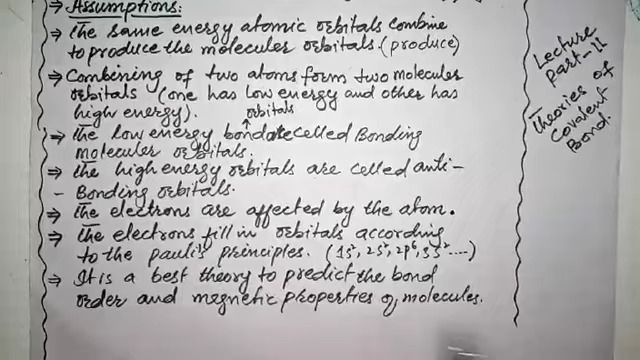 ⇒ Assumptions:
⇒ The same energy atomic orbitals combine
to produce the moleculer orbitals. (produce)
⇒ Combining of two atoms form two moleculer
orbitals (one has low energy and other has
high energy). orbitals
⇒ The low energy bond are called Bonding
molecular orbitals.
⇒ The high energy orbitals are called anti-
- Bonding orbitals.
⇒ The electrons are affected by the atom.
⇒ The electrons fill in orbitals according
to the pauli's principles. (1s², 2s², 2p⁶, 3s² ....)
⇒ It is a best theory to predict the bond
order and magnetic properties of molecules.
Lecture
part-II
Theories of
Covalent
Bond.